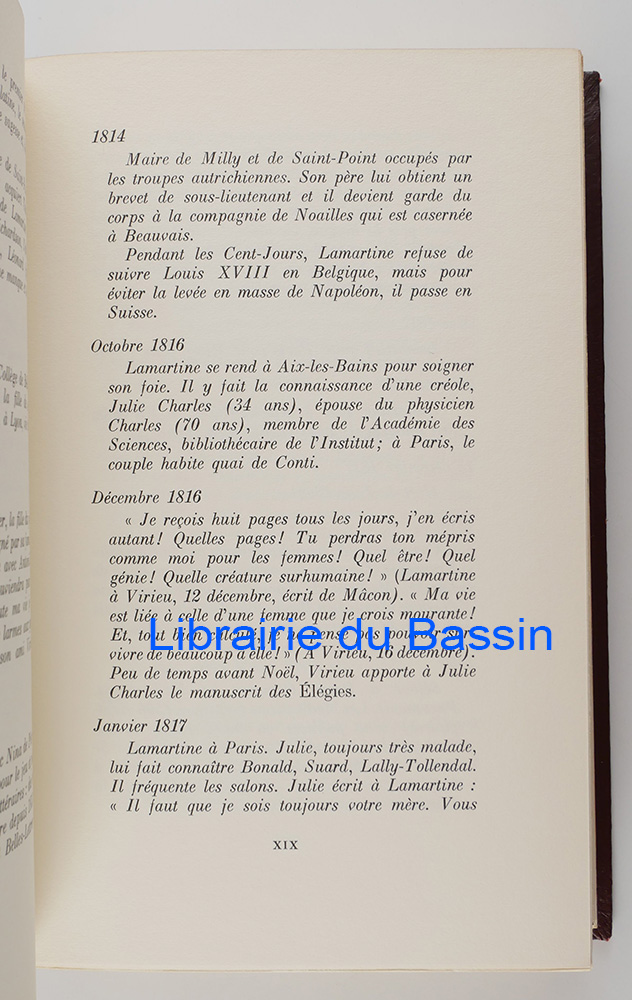 1814
Maire de Milly et de Saint-Point occupés par
les troupes autrichiennes. Son père lui obtient un
brevet de sous-lieutenant et il devient garde du
corps à la compagnie de Noailles qui est casernée
à Beauvais.
Pendant les Cent-Jours, Lamartine refuse de
suivre Louis XVIII en Belgique, mais pour
éviter la levée en masse de Napoléon, il passe en
Suisse.
Octobre 1816
Lamartine se rend à Aix-les-Bains pour soigner
son foie. Il y fait la connaissance d'une créole,
Julie Charles (34 ans), épouse du physicien
Charles (70 ans), membre de l'Académie des
Sciences, bibliothécaire de l'Institut; à Paris, le
couple habite quai de Conti.
Décembre 1816
« Je reçois huit pages tous les jours, j'en écris
autant! Quelles pages! Tu perdras ton mépris
comme moi pour les femmes! Quel être! Quel
génie! Quelle créature surhumaine! » (Lamartine
à Virieu, 12 décembre, écrit de Mâcon). « Ma vie
est liée à celle d'une femme que je crois mourante!
Et, tout bien calculé, je ne pense pas pouvoir sur-
vivre de beaucoup à elle! » (A Virieu, 16 décembre).
Librairie du Bassin
Peu de temps avant Noël, Virieu apporte à Julie
Charles le manuscrit des Élégies.
Janvier 1817
Lamartine à Paris. Julie, toujours très malade,
lui fait connaître Bonald, Suard, Lally-Tollendal.
Il fréquente les salons. Julie écrit à Lamartine :
« Il faut que je sois toujours votre mère. Vous
XIX